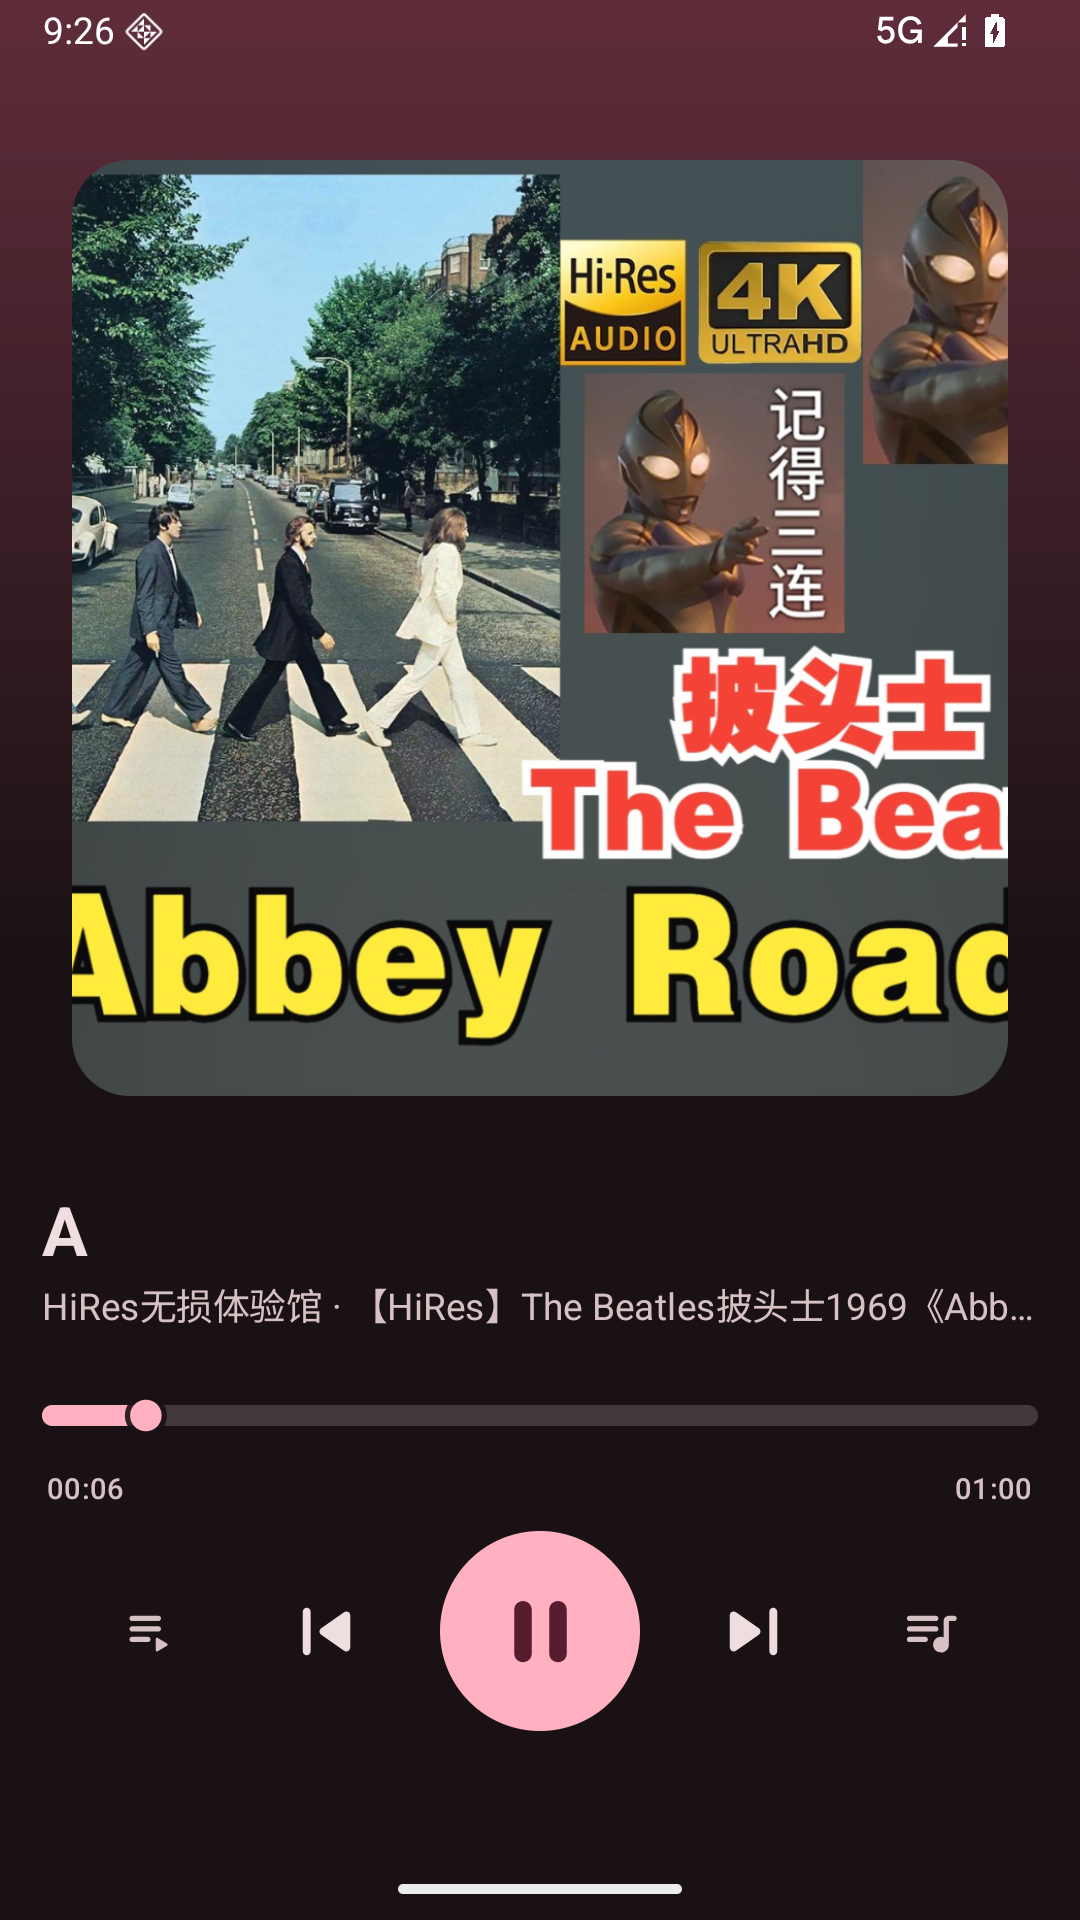 9:26
5G
Hi-Res
AUDIO
4K
ULTRAHD
记得三连
披头士
The Bea
Abbey Road
A
HiRes无损体验馆 · 【HiRes】The Beatles披头士1969《Abb...
00:06
01:00